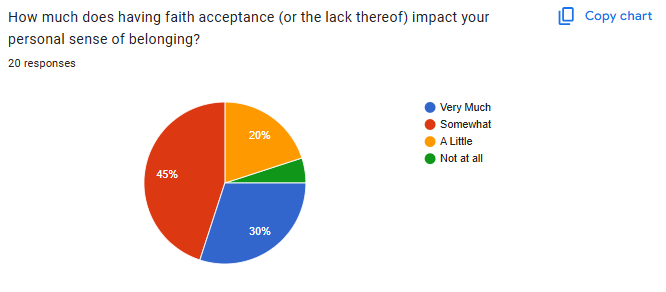 How much does having faith acceptance (or the lack thereof) impact your
personal sense of belonging?
Copy chart
20 responses
20%
45%
30%
Very Much
Somewhat
A Little
Not at all